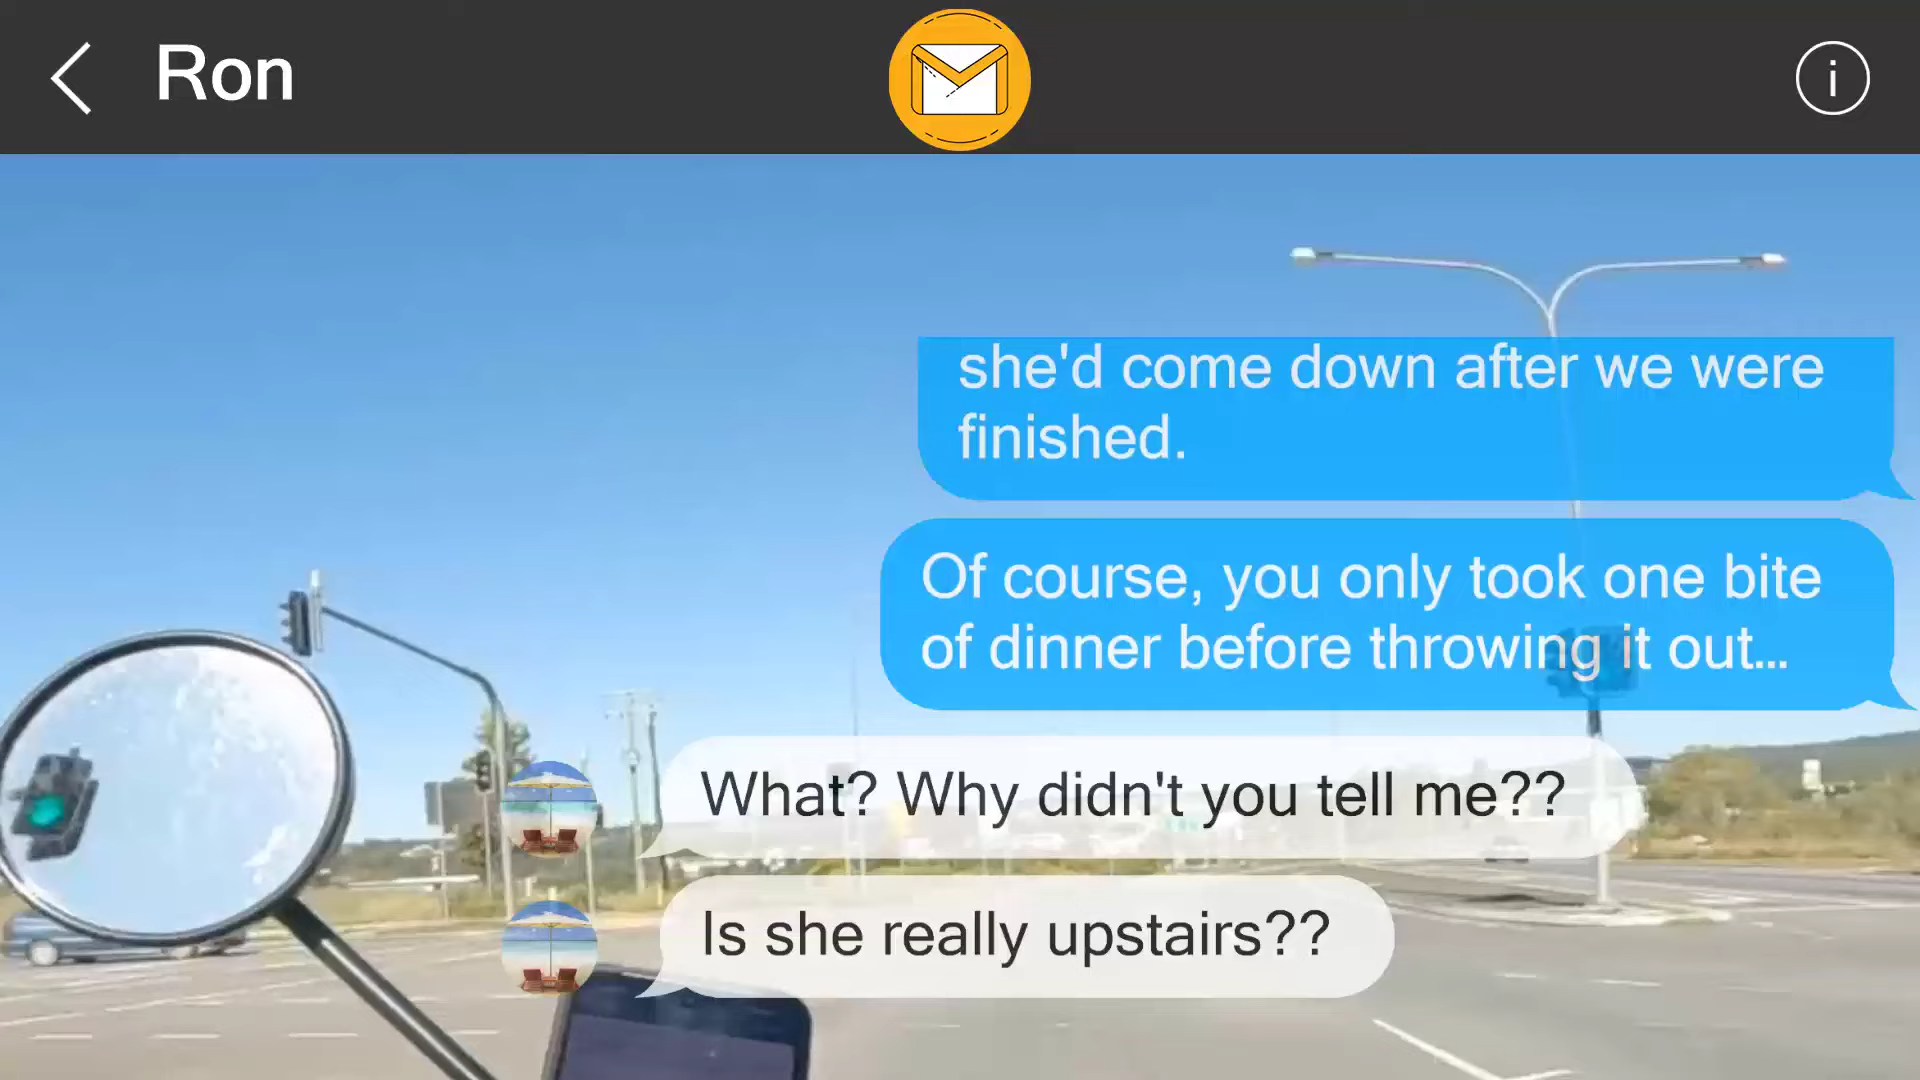 Ron
i
she'd come down after we were
finished.
Of course, you only took one bite
of dinner before throwing it out...
What? Why didn't you tell me??
Is she really upstairs??